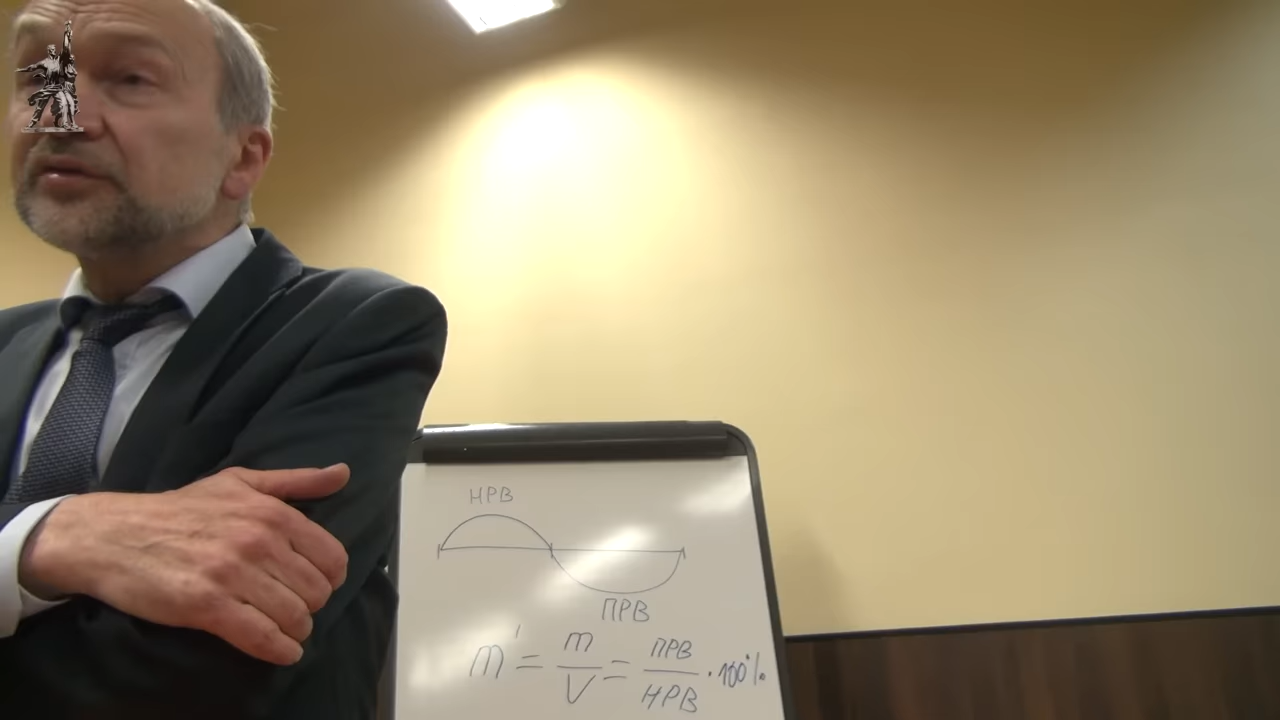 НРВ
ПРВ
m' = m/V = ПРВ/НРВ · 100%